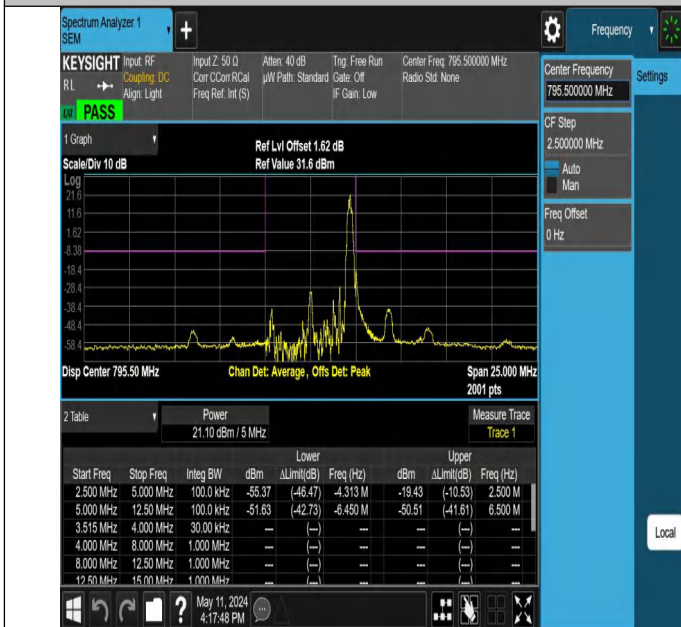 Spectrum Analyzer 1
SEM
+
Frequency
KEYSIGHT
RL
PASS
Input: RF
Coupling: DC
Align: Light
Input Z: 50 Ω
Corr CCorr RCal
Freq Ref: Int (S)
Atten: 40 dB
µW Path: Standard
Trig: Free Run
Gate: Off
IF Gain: Low
Center Freq: 795.500000 MHz
Radio Std: None
Center Frequency
795.500000 MHz
Settings
CF Step
2.500000 MHz
Auto
Man
Freq Offset
0 Hz
1 Graph
Scale/Div 10 dB
Ref Lvl Offset 1.62 dB
Ref Value 31.6 dBm
Log
21.6
11.6
1.62
-8.38
-18.4
-28.4
-38.4
-48.4
-58.4
Disp Center 795.50 MHz
Chan Det: Average, Offs Det: Peak
Span 25.000 MHz
2001 pts
2 Table
Power
21.10 dBm / 5 MHz
Measure Trace
Trace 1
Lower Upper
Start Freq Stop Freq Integ BW dBm ΔLimit(dB) Freq (Hz) dBm ΔLimit(dB) Freq (Hz)
2.500 MHz 5.000 MHz 100.0 kHz -55.37 (-46.47) -4.313 M -19.43 (-10.53) 2.500 M
5.000 MHz 12.50 MHz 100.0 kHz -51.63 (-42.73) -6.450 M -50.51 (-41.61) 6.500 M
3.515 MHz 4.000 MHz 30.00 kHz --- (---) --- --- (---) ---
4.000 MHz 8.000 MHz 1.000 MHz --- (---) --- --- (---) ---
8.000 MHz 12.50 MHz 1.000 MHz --- (---) --- --- (---) ---
12.50 MHz 15.00 MHz 1.000 MHz --- (---) --- --- (---) ---
Local
?
May 11, 2024
4:17:48 PM